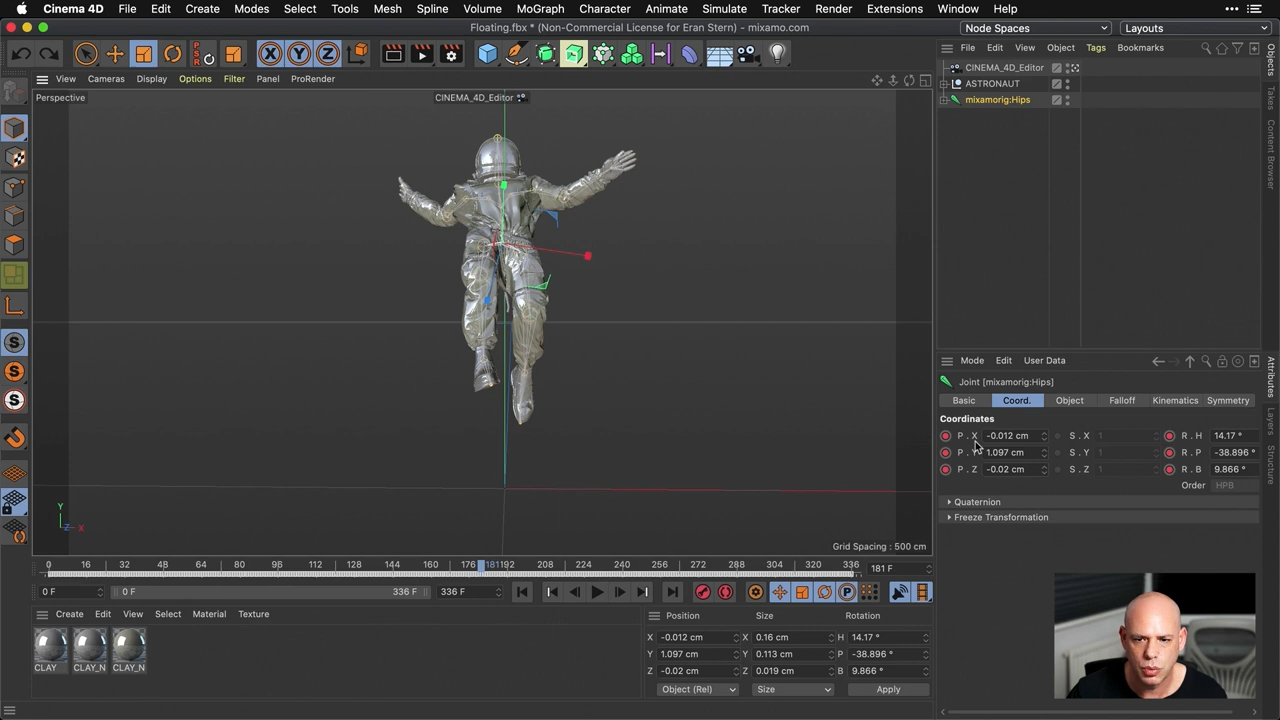 Cinema 4D File Edit Create Modes Select Tools Mesh Spline Volume MoGraph Character Animate Simulate Tracker Render Extensions Window Help
Floating.fbx * (Non-Commercial License for Eran Stern) - mixamo.com
Node Spaces Layouts
View Cameras Display Options Filter Panel ProRender
Perspective
CINEMA_4D_Editor
Y
Z X
Grid Spacing : 500 cm
File Edit View Object Tags Bookmarks
CINEMA_4D_Editor
ASTRONAUT
mixamorig:Hips
Objects
Takes
Content Browser
Mode Edit User Data
Joint [mixamorig:Hips]
Basic Coord. Object Falloff Kinematics Symmetry
Coordinates
P . X -0.012 cm S . X 1 R . H 14.17 °
P . Y 1.097 cm S . Y 1 R . P -38.896 °
P . Z -0.02 cm S . Z 1 R . B 9.866 °
Order HPB
Quaternion
Freeze Transformation
Attributes
Layers
Structure
0 16 32 48 64 80 96 112 128 144 160 176 181 192 208 224 240 256 272 288 304 320 336 181 F
0 F 0 F 336 F 336 F
Create Edit View Select Material Texture
CLAY CLAY_N CLAY_N
Position Size Rotation
X -0.012 cm X 0.16 cm H 14.17 °
Y 1.097 cm Y 0.113 cm P -38.896 °
Z -0.02 cm Z 0.019 cm B 9.866 °
Object (Rel) Size Apply